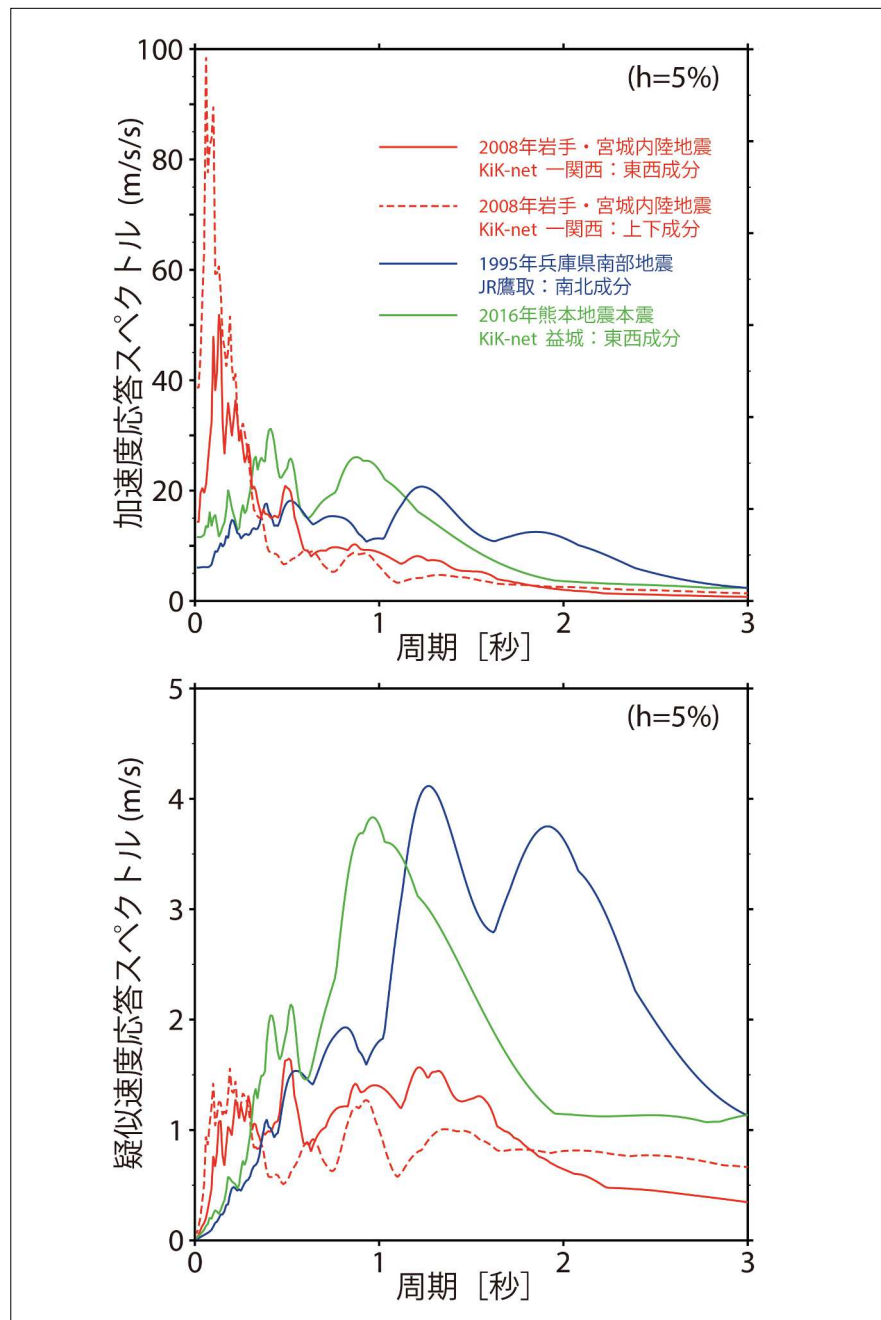 100
80
60
40
20
0
加速度応答スペクトル (m/s/s)
(h=5%)
2008年岩手・宮城内陸地震
KiK-net 一関西：東西成分
2008年岩手・宮城内陸地震
KiK-net 一関西：上下成分
1995年兵庫県南部地震
JR鷹取：南北成分
2016年熊本地震本震
KiK-net 益城：東西成分
0 1 2 3
周期［秒］
5
4
3
2
1
0
疑似速度応答スペクトル (m/s)
(h=5%)
0 1 2 3
周期［秒］